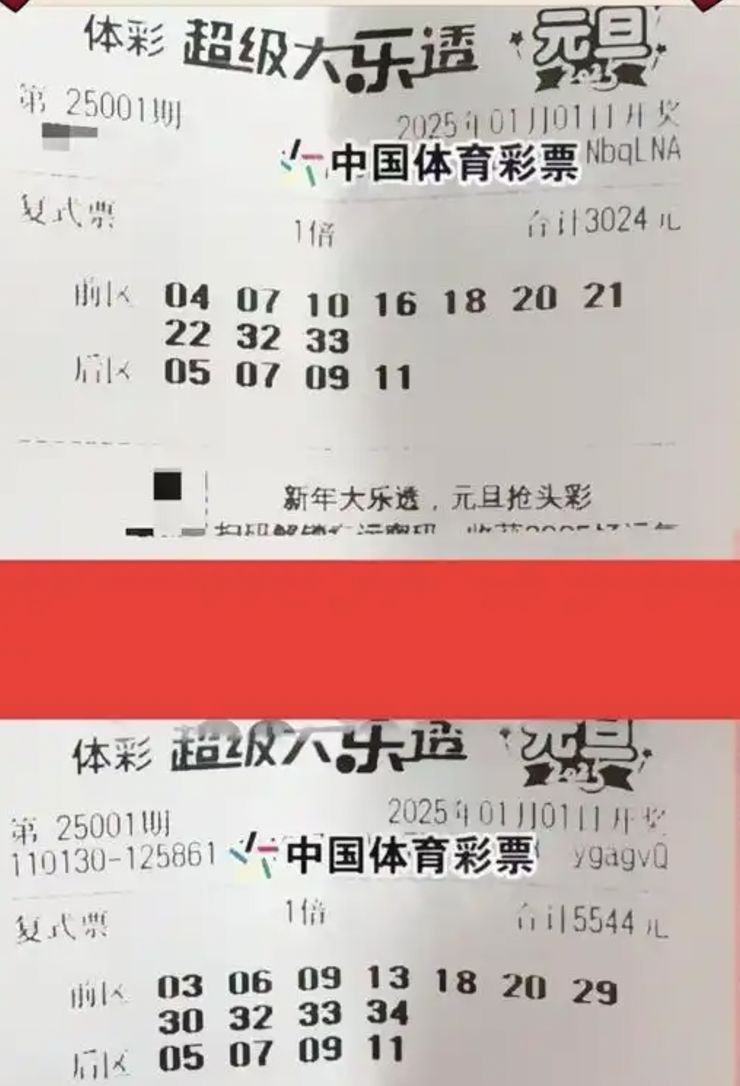 体彩 超级大乐透 元旦
2025
第 25001期
2025年01月01日开奖
中国体育彩票 NbqLNA
复式票 1倍 合计3024元
前区 04 07 10 16 18 20 21
22 32 33
后区 05 07 09 11
新年大乐透，元旦抢头彩
体彩 超级大乐透 元旦
2025
第 25001期
2025年01月01日开奖
110130-125861 中国体育彩票 ygagvQ
复式票 1倍 合计5544元
前区 03 06 09 13 18 20 29
30 32 33 34
后区 05 07 09 11